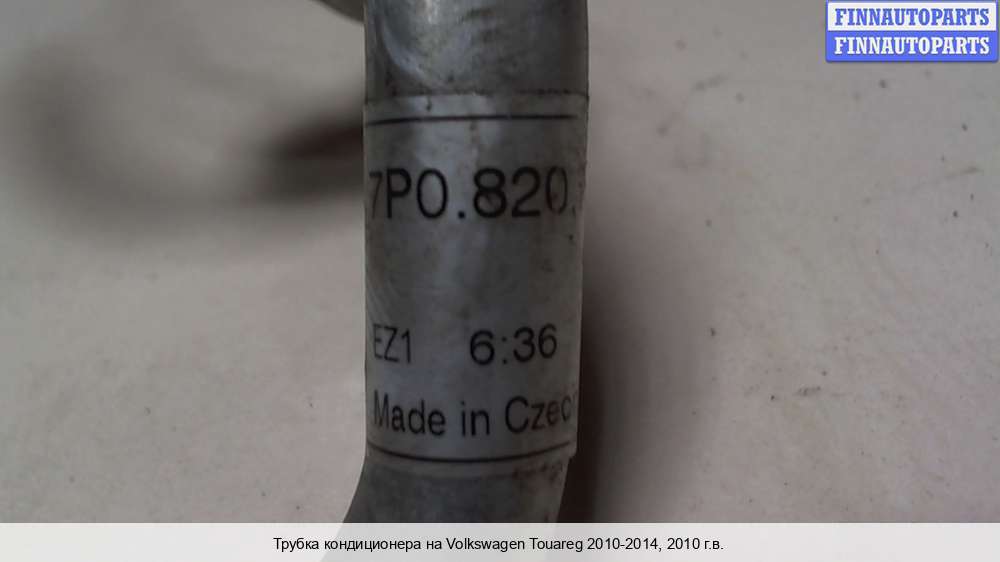 FINNAUTOPARTS
FINNAUTOPARTS
7P0.820.
EZ1 6:36
Made in Czec
Трубка кондиционера на Volkswagen Touareg 2010-2014, 2010 г.в.